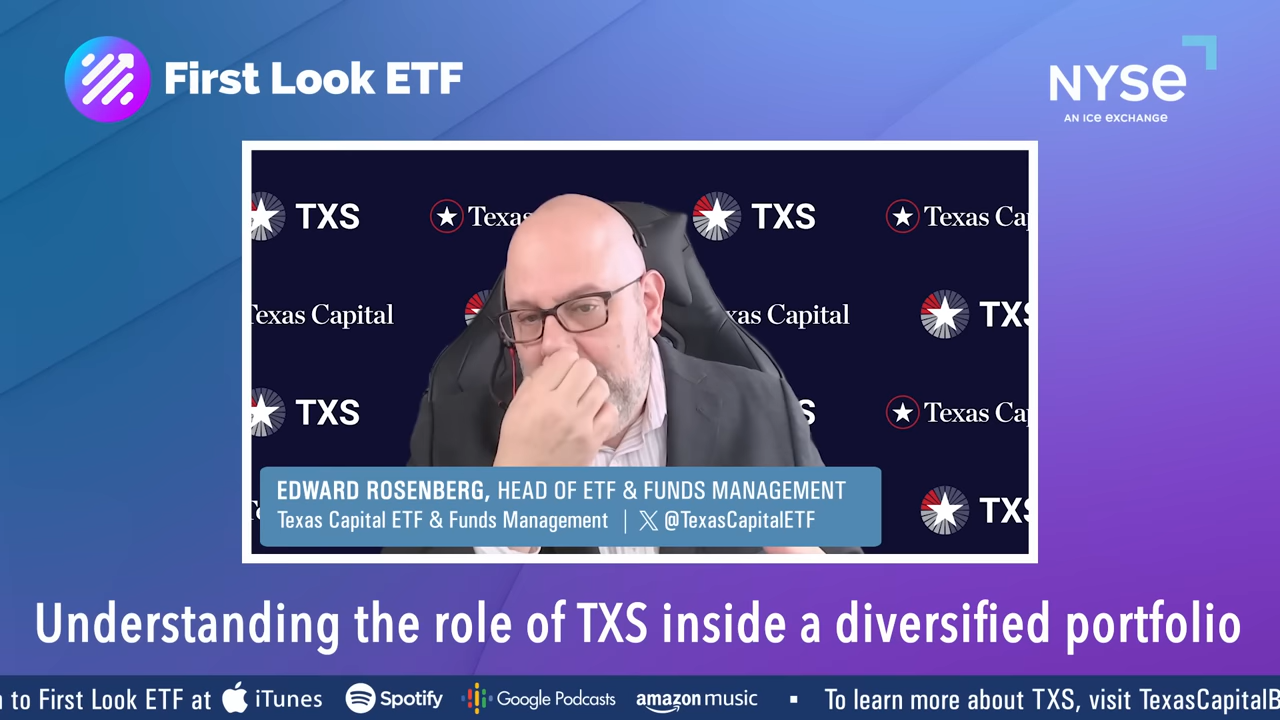 First Look ETF
NYSE
AN ICE EXCHANGE
TXS
Texas
TXS
Texas Cap
Texas Capital
Texas Capital
TXS
TXS
Texas Cap
TXS
EDWARD ROSENBERG, HEAD OF ETF & FUNDS MANAGEMENT
Texas Capital ETF & Funds Management | X @TexasCapitalETF
Understanding the role of TXS inside a diversified portfolio
to First Look ETF at iTunes Spotify Google Podcasts amazon music ▪ To learn more about TXS, visit TexasCapitalB